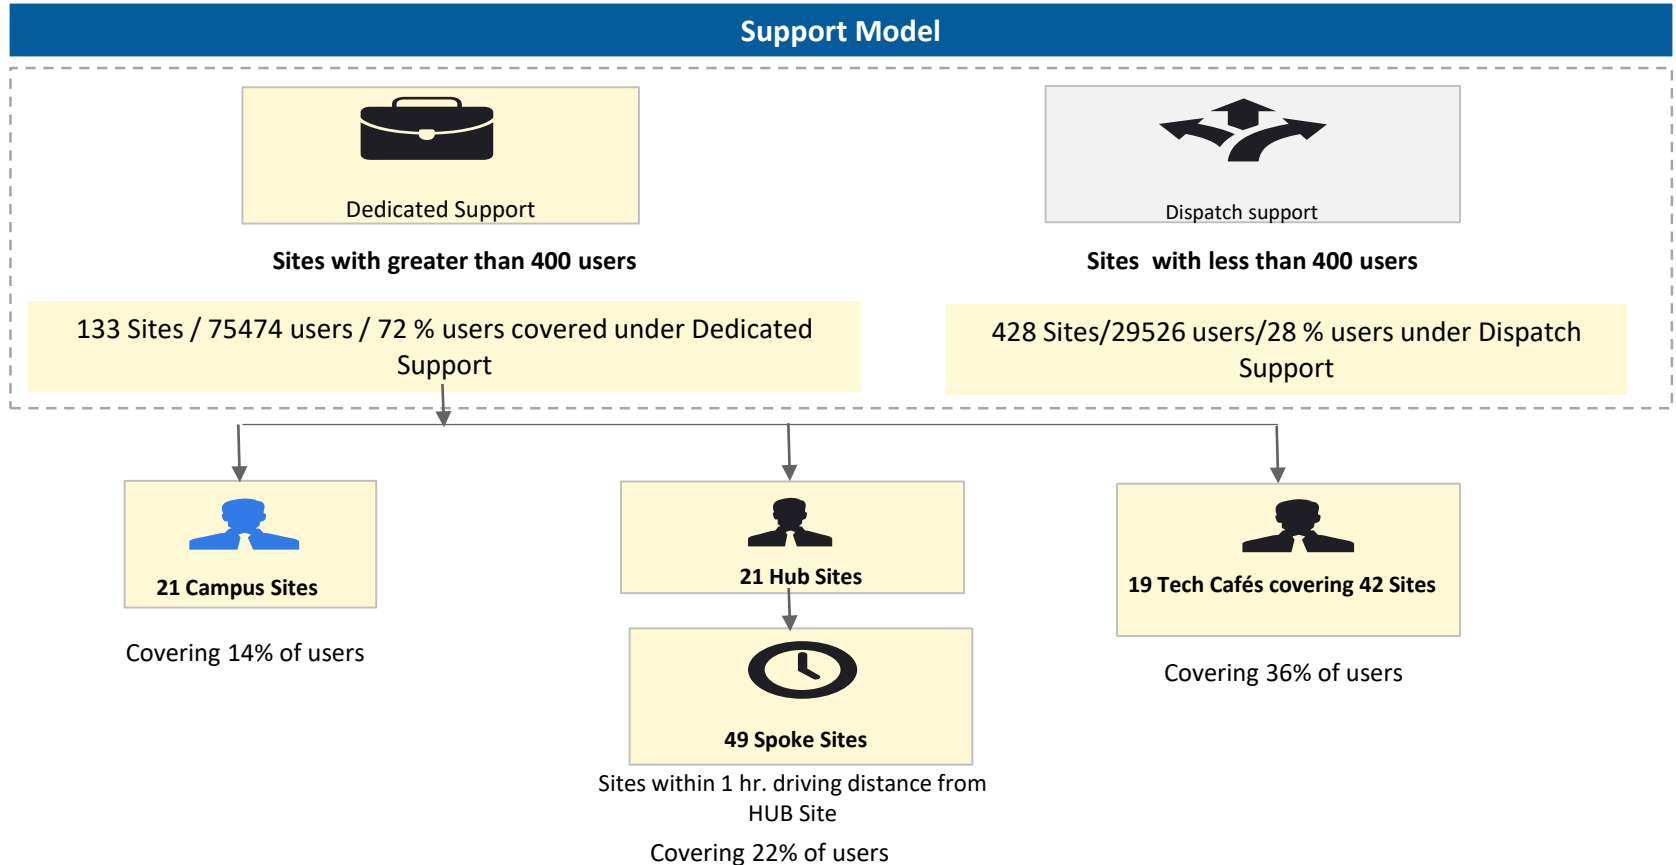 Support Model
Dedicated Support
Dispatch support
Sites with greater than 400 users
Sites  with less than 400 users
133 Sites / 75474 users / 72 % users covered under Dedicated
Support
428 Sites/29526 users/28 % users under Dispatch
Support
21 Campus Sites
Covering 14% of users
21 Hub Sites
49 Spoke Sites
Sites within 1 hr. driving distance from
HUB Site
Covering 22% of users
19 Tech Cafés covering 42 Sites
Covering 36% of users